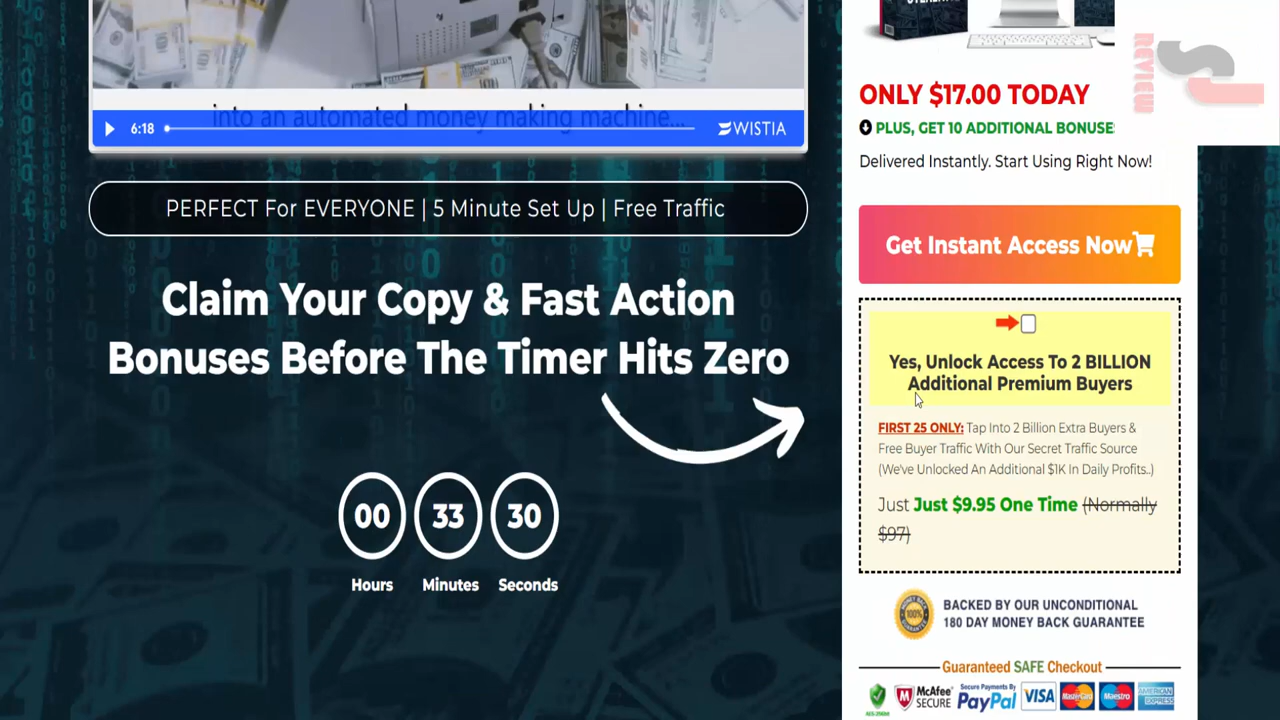 into an automated money making machine...
6:18
WISTIA
PERFECT For EVERYONE | 5 Minute Set Up | Free Traffic
Claim Your Copy & Fast Action
Bonuses Before The Timer Hits Zero
00 33 30
Hours Minutes Seconds
REVIEW
ONLY $17.00 TODAY
PLUS, GET 10 ADDITIONAL BONUSE
Delivered Instantly. Start Using Right Now!
Get Instant Access Now
Yes, Unlock Access To 2 BILLION
Additional Premium Buyers
FIRST 25 ONLY: Tap Into 2 Billion Extra Buyers &
Free Buyer Traffic With Our Secret Traffic Source
(We've Unlocked An Additional $1K In Daily Profits..)
Just Just $9.95 One Time (Normally
$97)
100%
BACKED BY OUR UNCONDITIONAL
180 DAY MONEY BACK GUARANTEE
Guaranteed SAFE Checkout
McAfee
SECURE
Secure Payments By
PayPal
VISA
MasterCard
Maestro
AMERICAN
EXPRESS